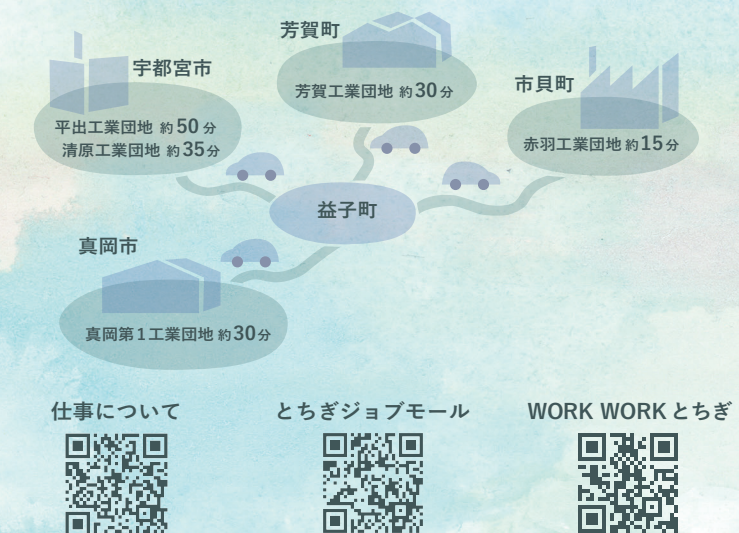 芳賀町
芳賀工業団地 約30分
宇都宮市
平出工業団地 約50分
清原工業団地 約35分
市貝町
赤羽工業団地 約15分
益子町
真岡市
真岡第1工業団地 約30分
仕事について
とちぎジョブモール
WORK WORK とちぎ